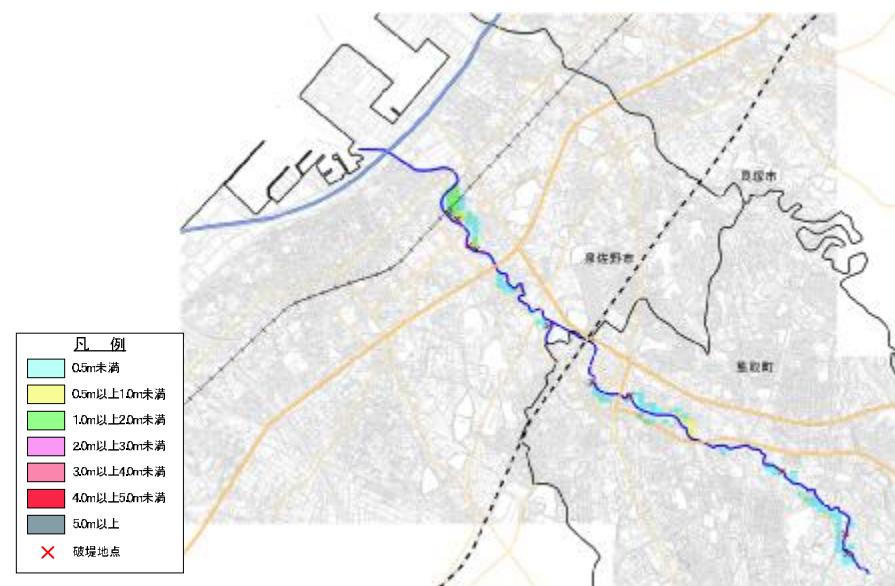 貝塚市
泉佐野市
熊取町
凡 例
0.5m未満
0.5m以上1.0m未満
1.0m以上2.0m未満
2.0m以上3.0m未満
3.0m以上4.0m未満
4.0m以上5.0m未満
5.0m以上
破堤地点